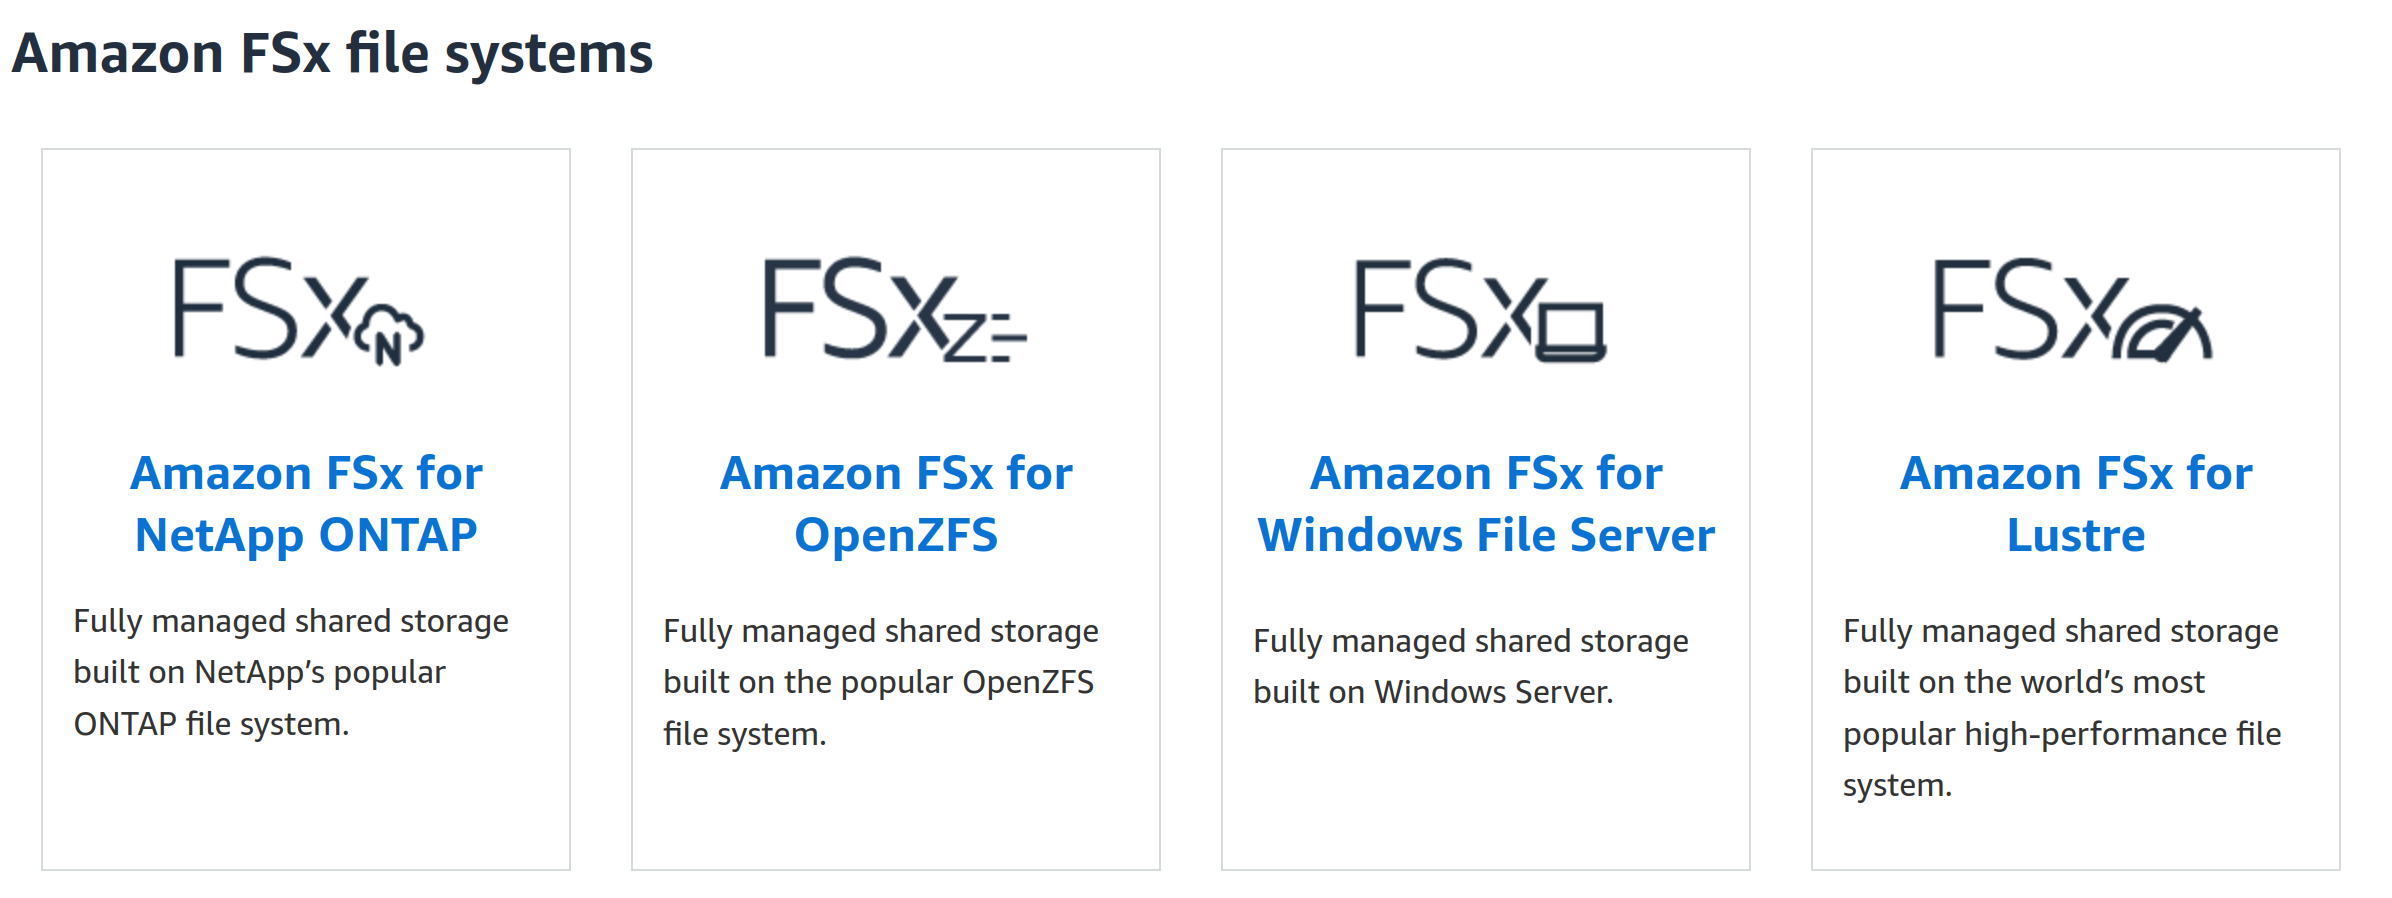 Amazon FSx file systems
FSx N
Amazon FSx for
NetApp ONTAP
Fully managed shared storage
built on NetApp’s popular
ONTAP file system.
FSx Z
Amazon FSx for
OpenZFS
Fully managed shared storage
built on the popular OpenZFS
file system.
FSx
Amazon FSx for
Windows File Server
Fully managed shared storage
built on Windows Server.
FSx
Amazon FSx for
Lustre
Fully managed shared storage
built on the world’s most
popular high-performance file
system.